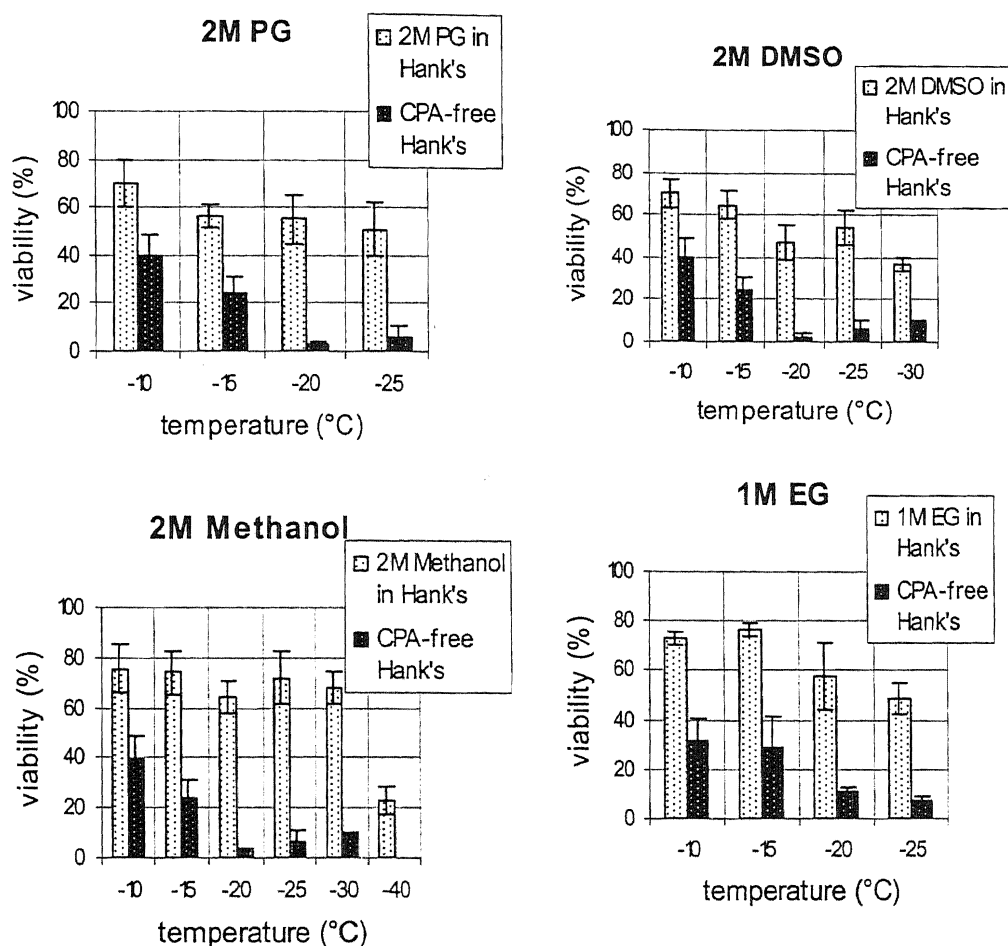 2M PG
2M PG in
Hank's
CPA-free
Hank's
100
80
60
40
20
0
viability (%)
-10 -15 -20 -25
temperature (°C)
2M DMSO
2M DMSO in
Hank's
CPA-free
Hank's
100
80
60
40
20
0
viability (%)
-10 -15 -20 -25 -30
temperature (°C)
2M Methanol
2M Methanol
in Hank's
CPA-free
Hank's
100
80
60
40
20
0
viability (%)
-10 -15 -20 -25 -30 -40
temperature (°C)
1M EG
1M EG in
Hank's
CPA-free
Hank's
100
80
60
40
20
0
viability (%)
-10 -15 -20 -25
temperature (°C)